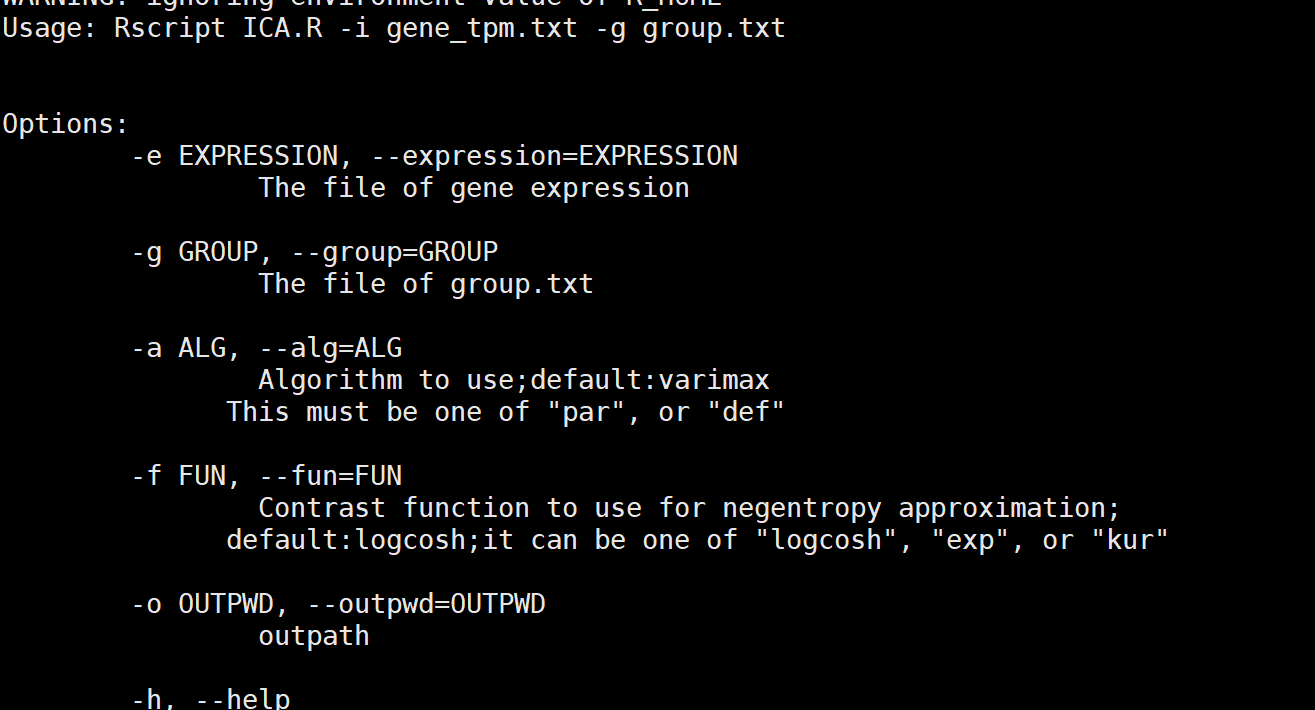 WARNING: ignoring environment value of R_HOME
Usage: Rscript ICA.R -i gene_tpm.txt -g group.txt
Options:
-e EXPRESSION, --expression=EXPRESSION
The file of gene expression
-g GROUP, --group=GROUP
The file of group.txt
-a ALG, --alg=ALG
Algorithm to use;default:varimax
This must be one of "par", or "def"
-f FUN, --fun=FUN
Contrast function to use for negentropy approximation;
default:logcosh;it can be one of "logcosh", "exp", or "kur"
-o OUTPWD, --outpwd=OUTPWD
outpath
-h, --help